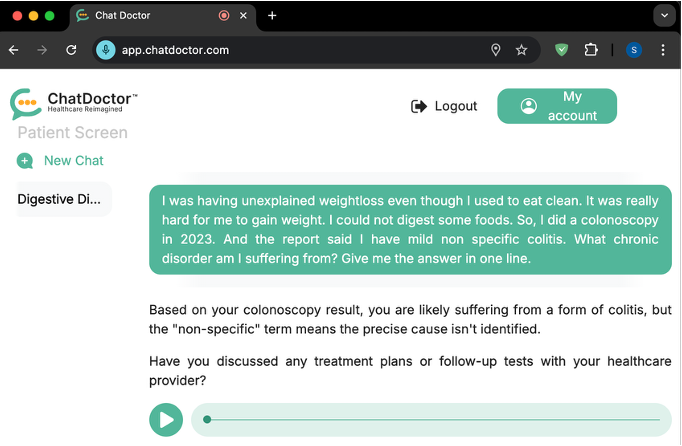 Chat Doctor
app.chatdoctor.com
S
ChatDoctor™
Healthcare Reimagined
Logout
My
account
Patient Screen
New Chat
Digestive Di...
I was having unexplained weightloss even though I used to eat clean. It was really
hard for me to gain weight. I could not digest some foods. So, I did a colonoscopy
in 2023. And the report said I have mild non specific colitis. What chronic
disorder am I suffering from? Give me the answer in one line.
Based on your colonoscopy result, you are likely suffering from a form of colitis, but
the "non-specific" term means the precise cause isn't identified.
Have you discussed any treatment plans or follow-up tests with your healthcare
provider?